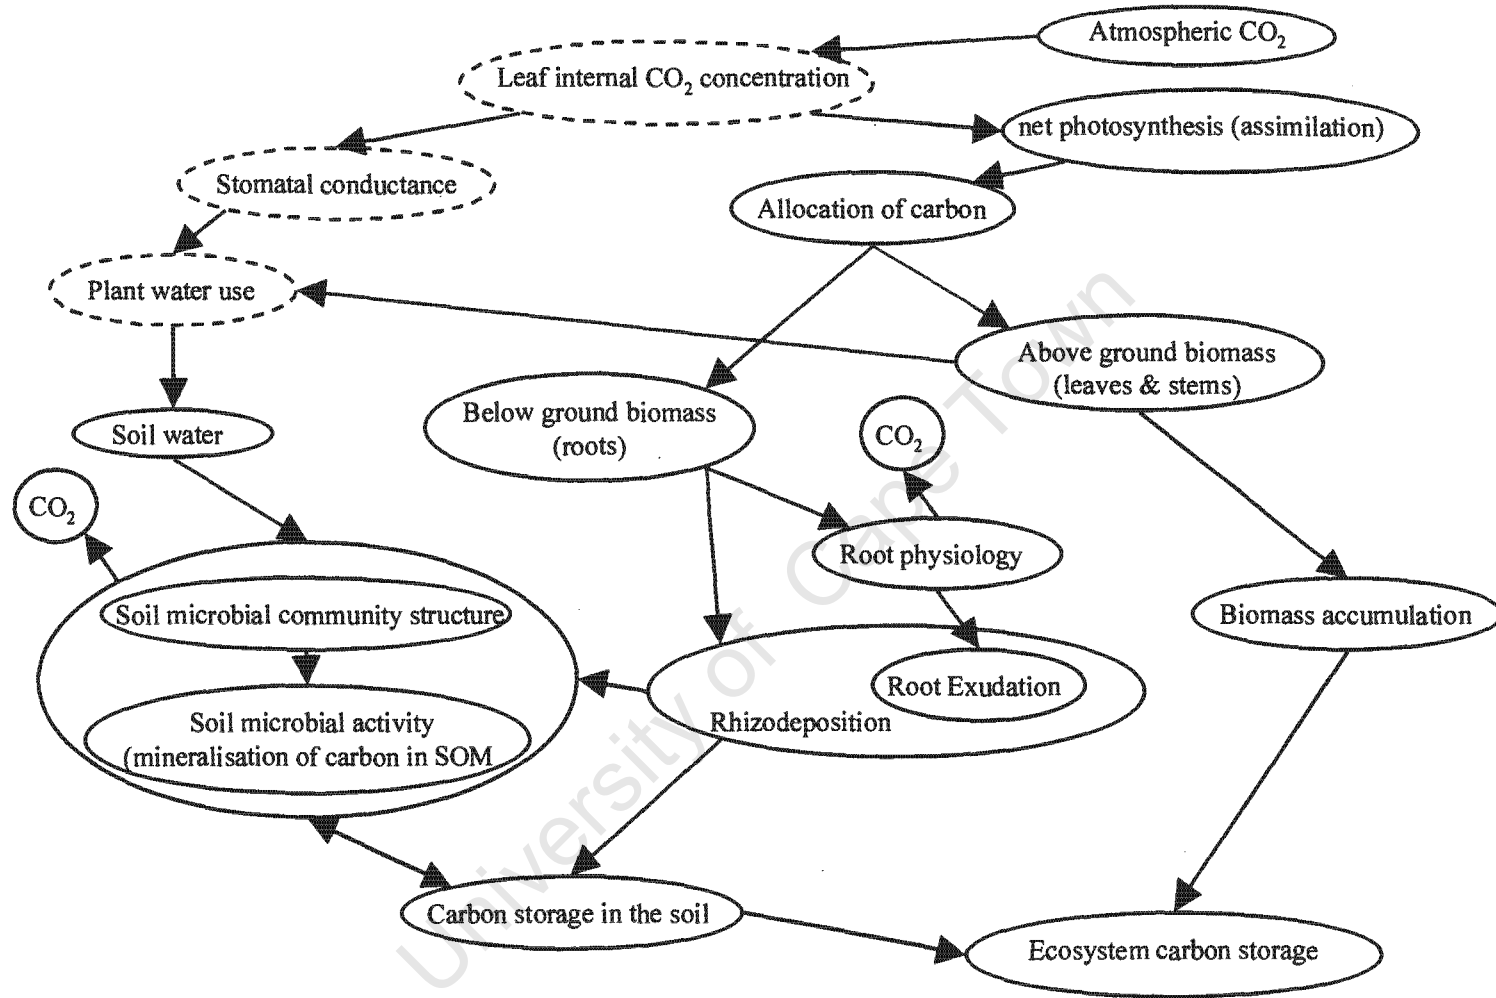 Atmospheric CO₂
Leaf internal CO₂ concentration
net photosynthesis (assimilation)
Stomatal conductance
Allocation of carbon
Plant water use
Above ground biomass
(leaves & stems)
Below ground biomass
(roots)
CO₂
Soil water
CO₂
Root physiology
Soil microbial community structure
Biomass accumulation
Root Exudation
Rhizodeposition
Soil microbial activity
(mineralisation of carbon in SOM
Carbon storage in the soil
Ecosystem carbon storage
University of Cape Town